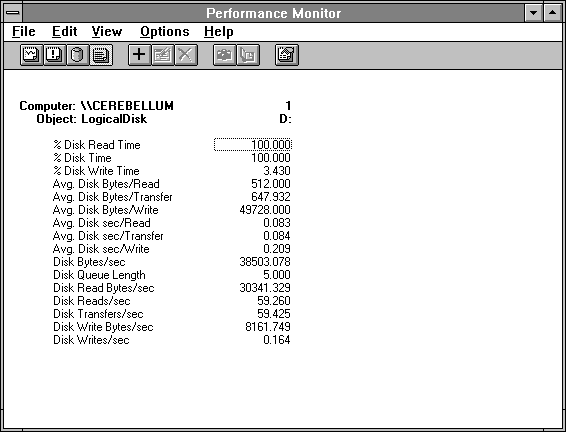 Performance Monitor
File Edit View Options Help
Computer: \\CEREBELLUM 1
Object: LogicalDisk D:
% Disk Read Time 100.000
% Disk Time 100.000
% Disk Write Time 3.430
Avg. Disk Bytes/Read 512.000
Avg. Disk Bytes/Transfer 647.932
Avg. Disk Bytes/Write 49728.000
Avg. Disk sec/Read 0.083
Avg. Disk sec/Transfer 0.084
Avg. Disk sec/Write 0.209
Disk Bytes/sec 38503.078
Disk Queue Length 5.000
Disk Read Bytes/sec 30341.329
Disk Reads/sec 59.260
Disk Transfers/sec 59.425
Disk Write Bytes/sec 8161.749
Disk Writes/sec 0.164